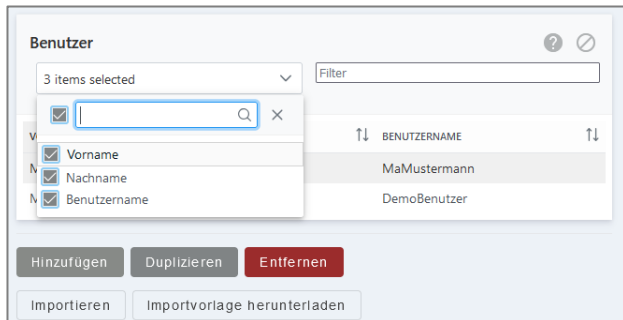 Benutzer
3 items selected
Filter
Vorname
Nachname
Benutzername
BENUTZERNAME
MaMustermann
DemoBenutzer
Hinzufügen Duplizieren Entfernen
Importieren Importvorlage herunterladen